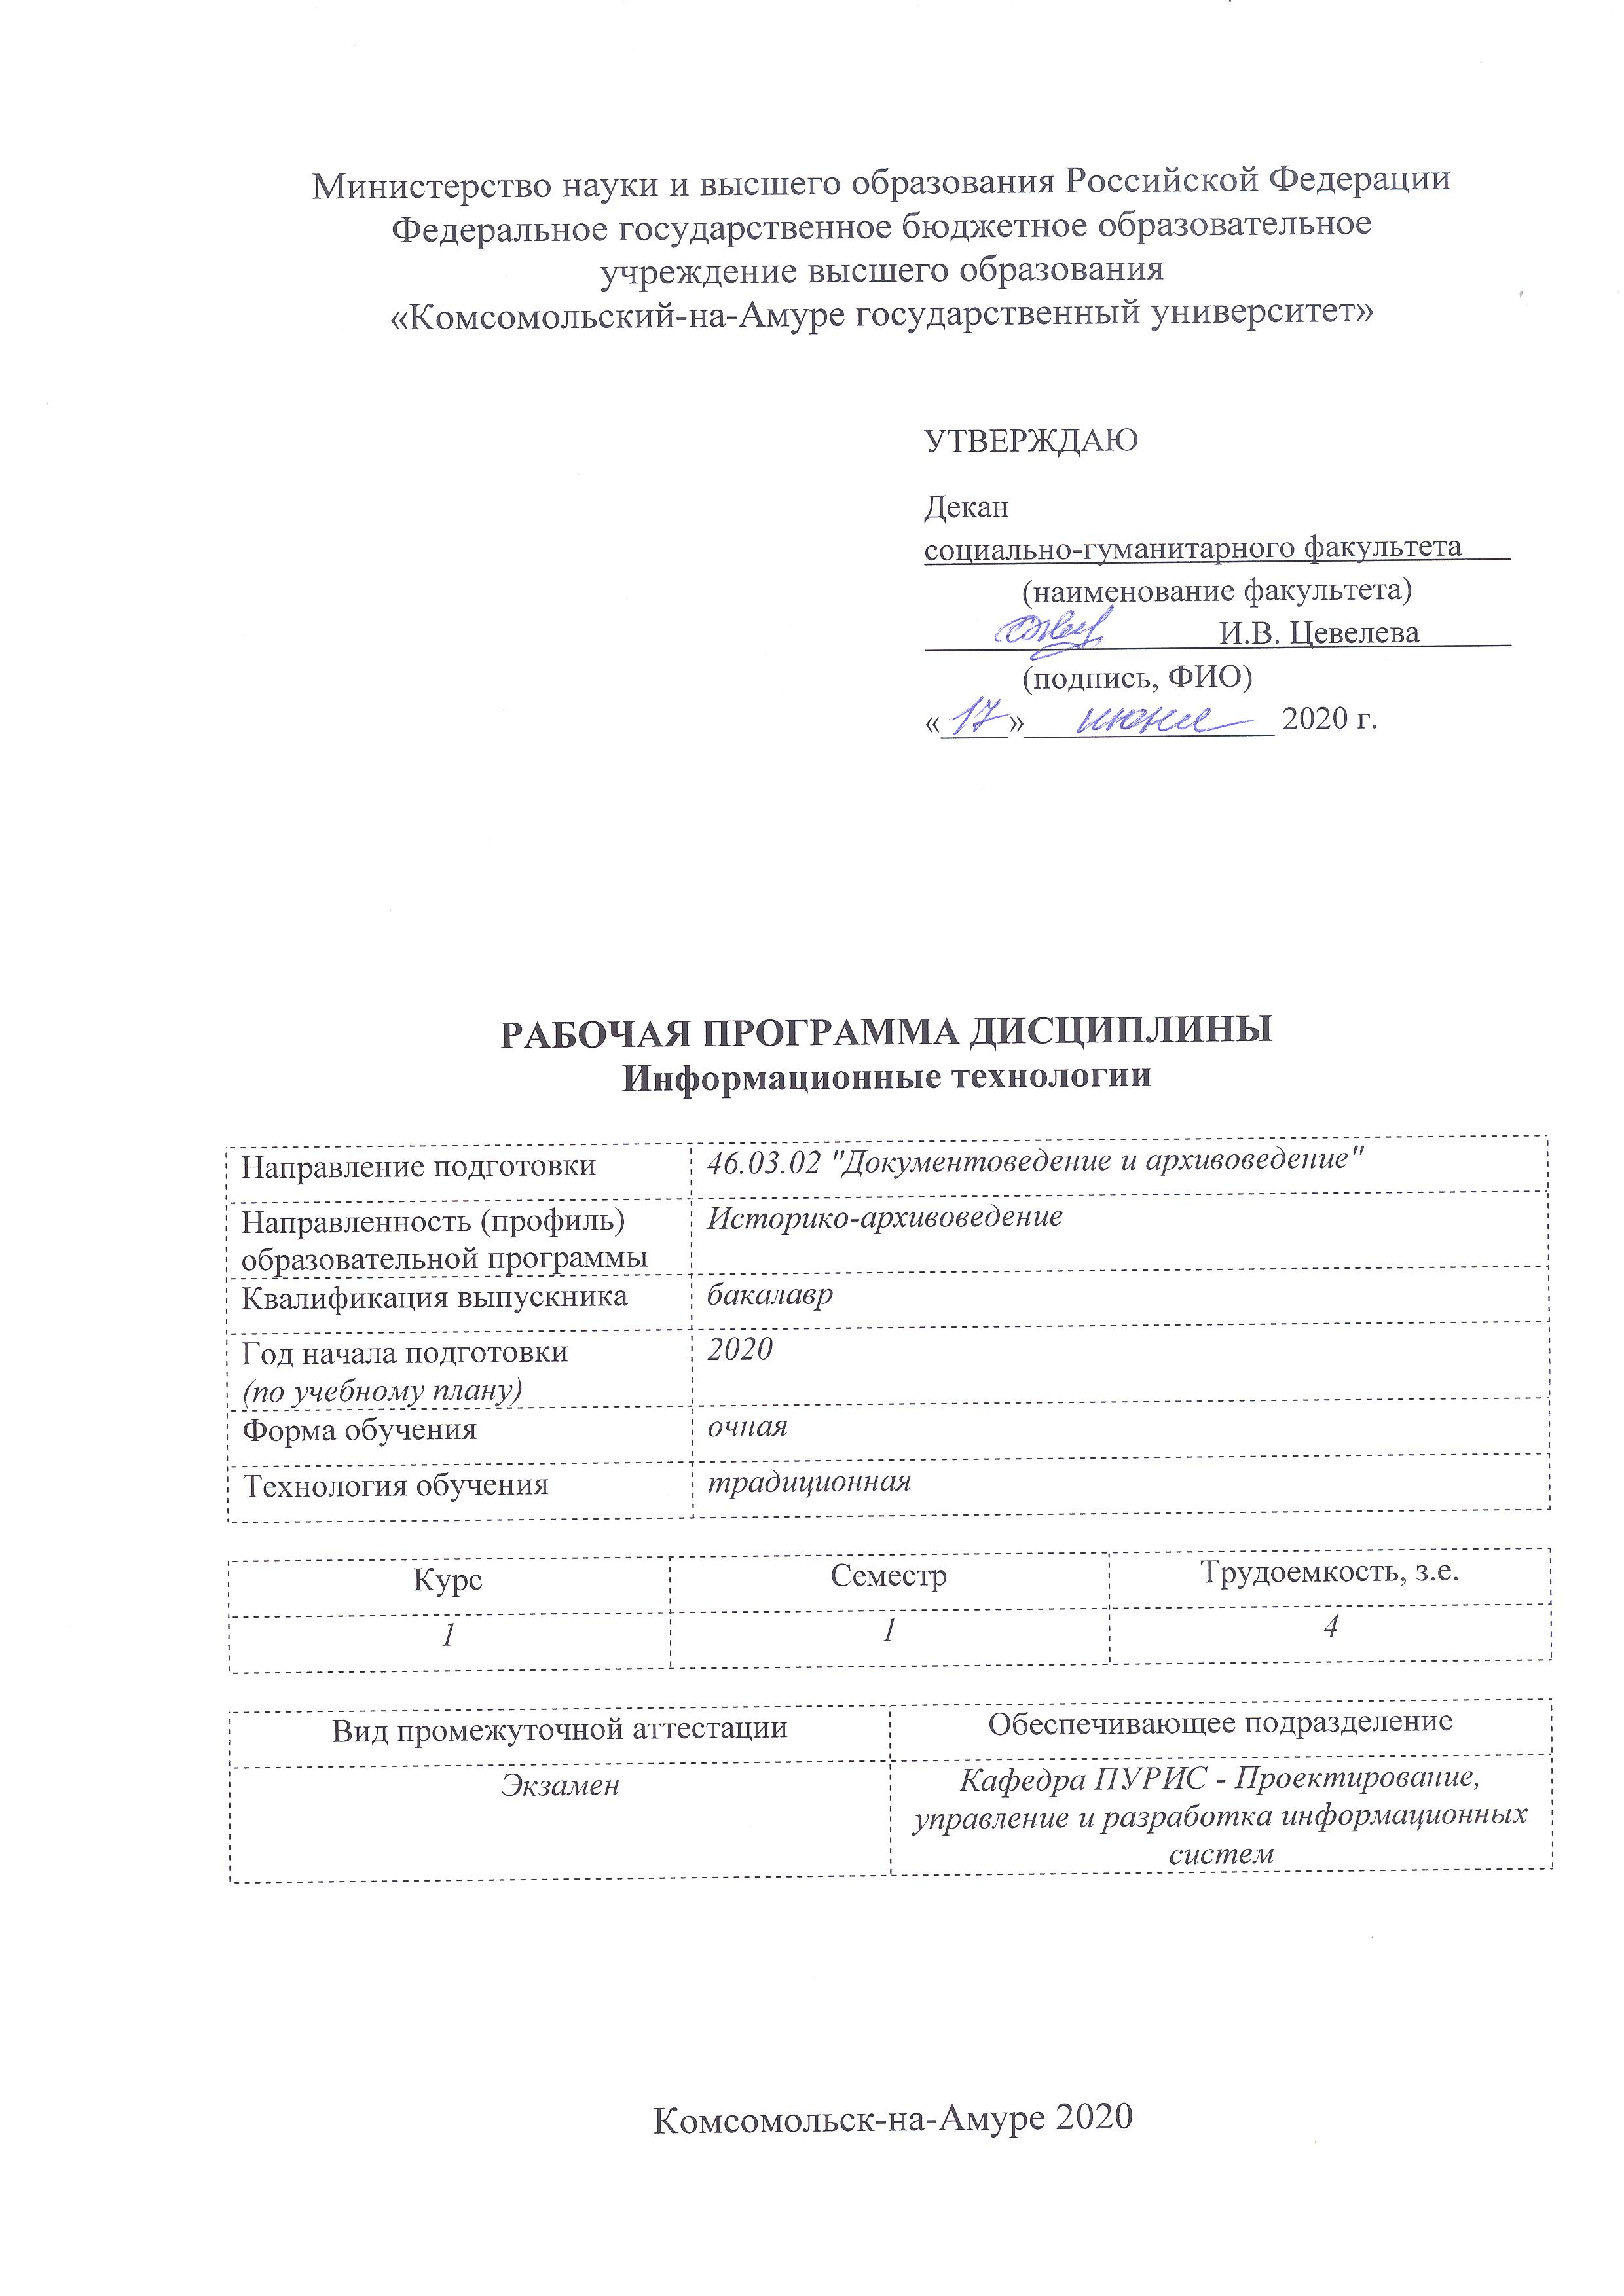 Министерство науки и высшего образования Российской Федерации
Федеральное государственное бюджетное образовательное
учреждение высшего образования
«Комсомольский-на-Амуре государственный университет»
УТВЕРЖДАЮ
Декан
социально-гуманитарного факультета
(наименование факультета)
И.В. Цевелева
(подпись, ФИО)
«17» июня 2020 г.
РАБОЧАЯ ПРОГРАММА ДИСЦИПЛИНЫ
Информационные технологии
Направление подготовки 46.03.02 "Документоведение и архивоведение"
Направленность (профиль) Историко-архивоведение
образовательной программы
Квалификация выпускника бакалавр
Год начала подготовки 2020
(по учебному плану)
Форма обучения очная
Технология обучения традиционная
Курс Семестр Трудоемкость, з.е.
1 1 4
Вид промежуточной аттестации Обеспечивающее подразделение
Экзамен Кафедра ПУРИС - Проектирование,
управление и разработка информационных
систем
Комсомольск-на-Амуре 2020